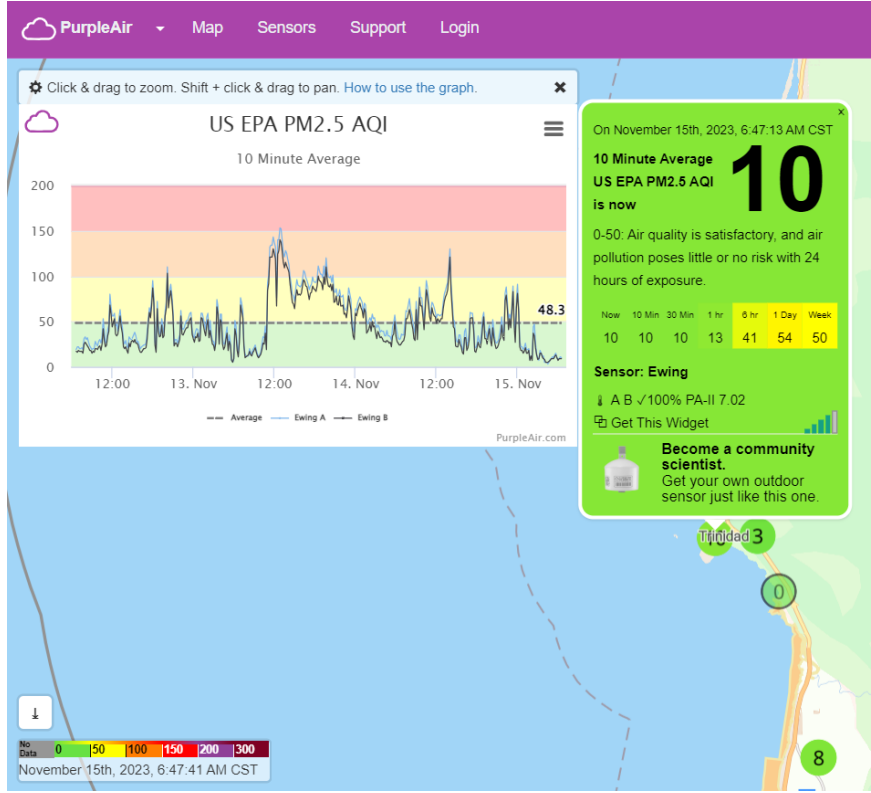 PurpleAir Map Sensors Support Login
Click & drag to zoom. Shift + click & drag to pan. How to use the graph. ✖
US EPA PM2.5 AQI
10 Minute Average
200
150
100
50
0
48.3
12:00 13. Nov 12:00 14. Nov 12:00 15. Nov
Average Ewing A Ewing B
PurpleAir.com
×
On November 15th, 2023, 6:47:13 AM CST
10 Minute Average
US EPA PM2.5 AQI
is now
10
0-50: Air quality is satisfactory, and air
pollution poses little or no risk with 24
hours of exposure.
Now 10 Min 30 Min 1 hr 6 hr 1 Day Week
10 10 10 13 41 54 50
Sensor: Ewing
A B ✓100% PA-II 7.02
Get This Widget
Become a community
scientist.
Get your own outdoor
sensor just like this one.
Trinidad
10
3
0
8
No
Data
0 50 100 150 200 300
November 15th, 2023, 6:47:41 AM CST